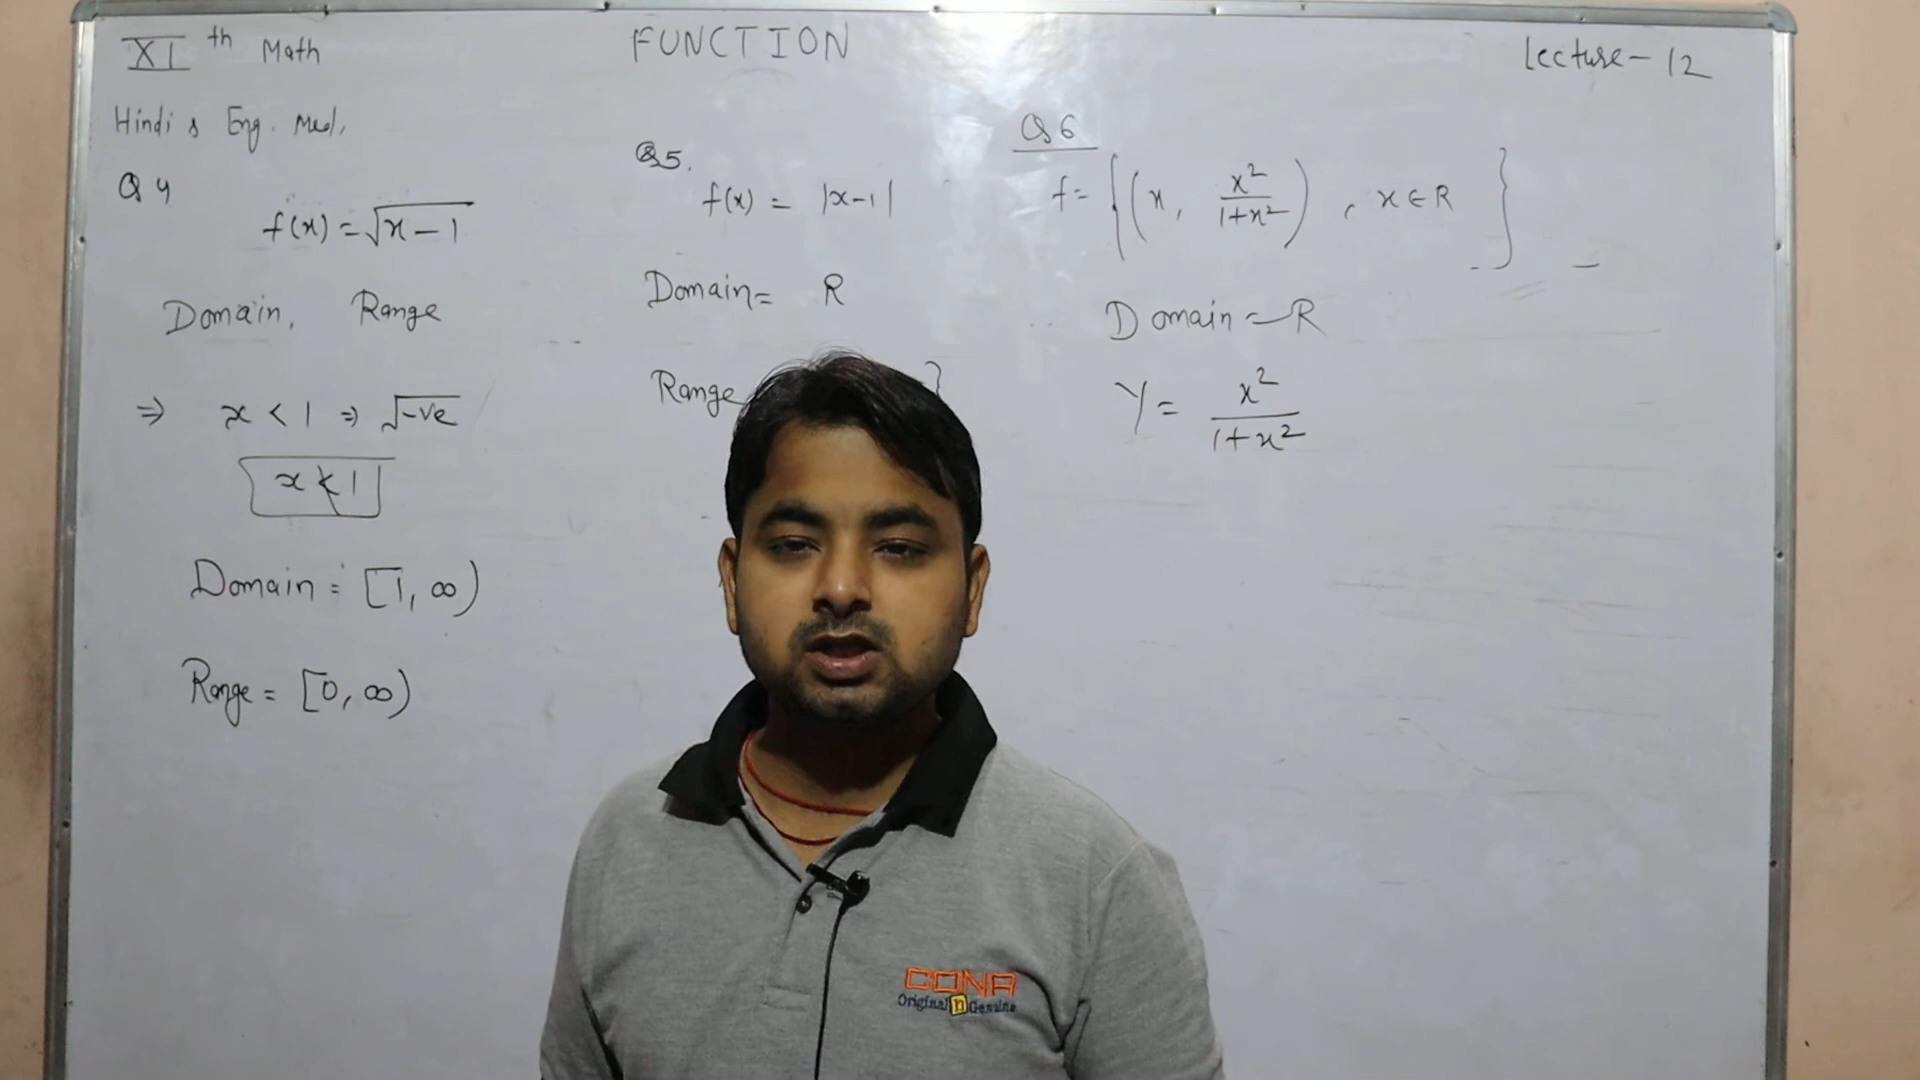 XI th Math
FUNCTION
Lecture-12
Hindi & Eng. Med.
Q 4
f(x) = √x-1
Domain, Range
⇒ x < 1 ⇒ √-ve
x ≮ 1
Domain = [1, ∞)
Range = [0, ∞)
Q5.
f(x) = |x-1|
Domain = R
Range
}
Q6
f = { (x, x²/1+x²) , x ∈ R }
Domain = R
Y = x²/1+x²
CONA
Original n Genuine